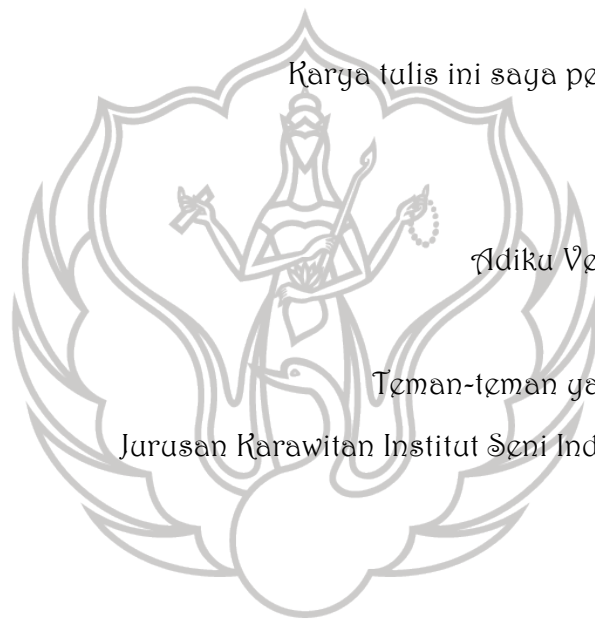 Karya tulis ini saya pe
Adiku Ve
Teman-teman ya
Jurusan Karawitan Institut Seni Ind